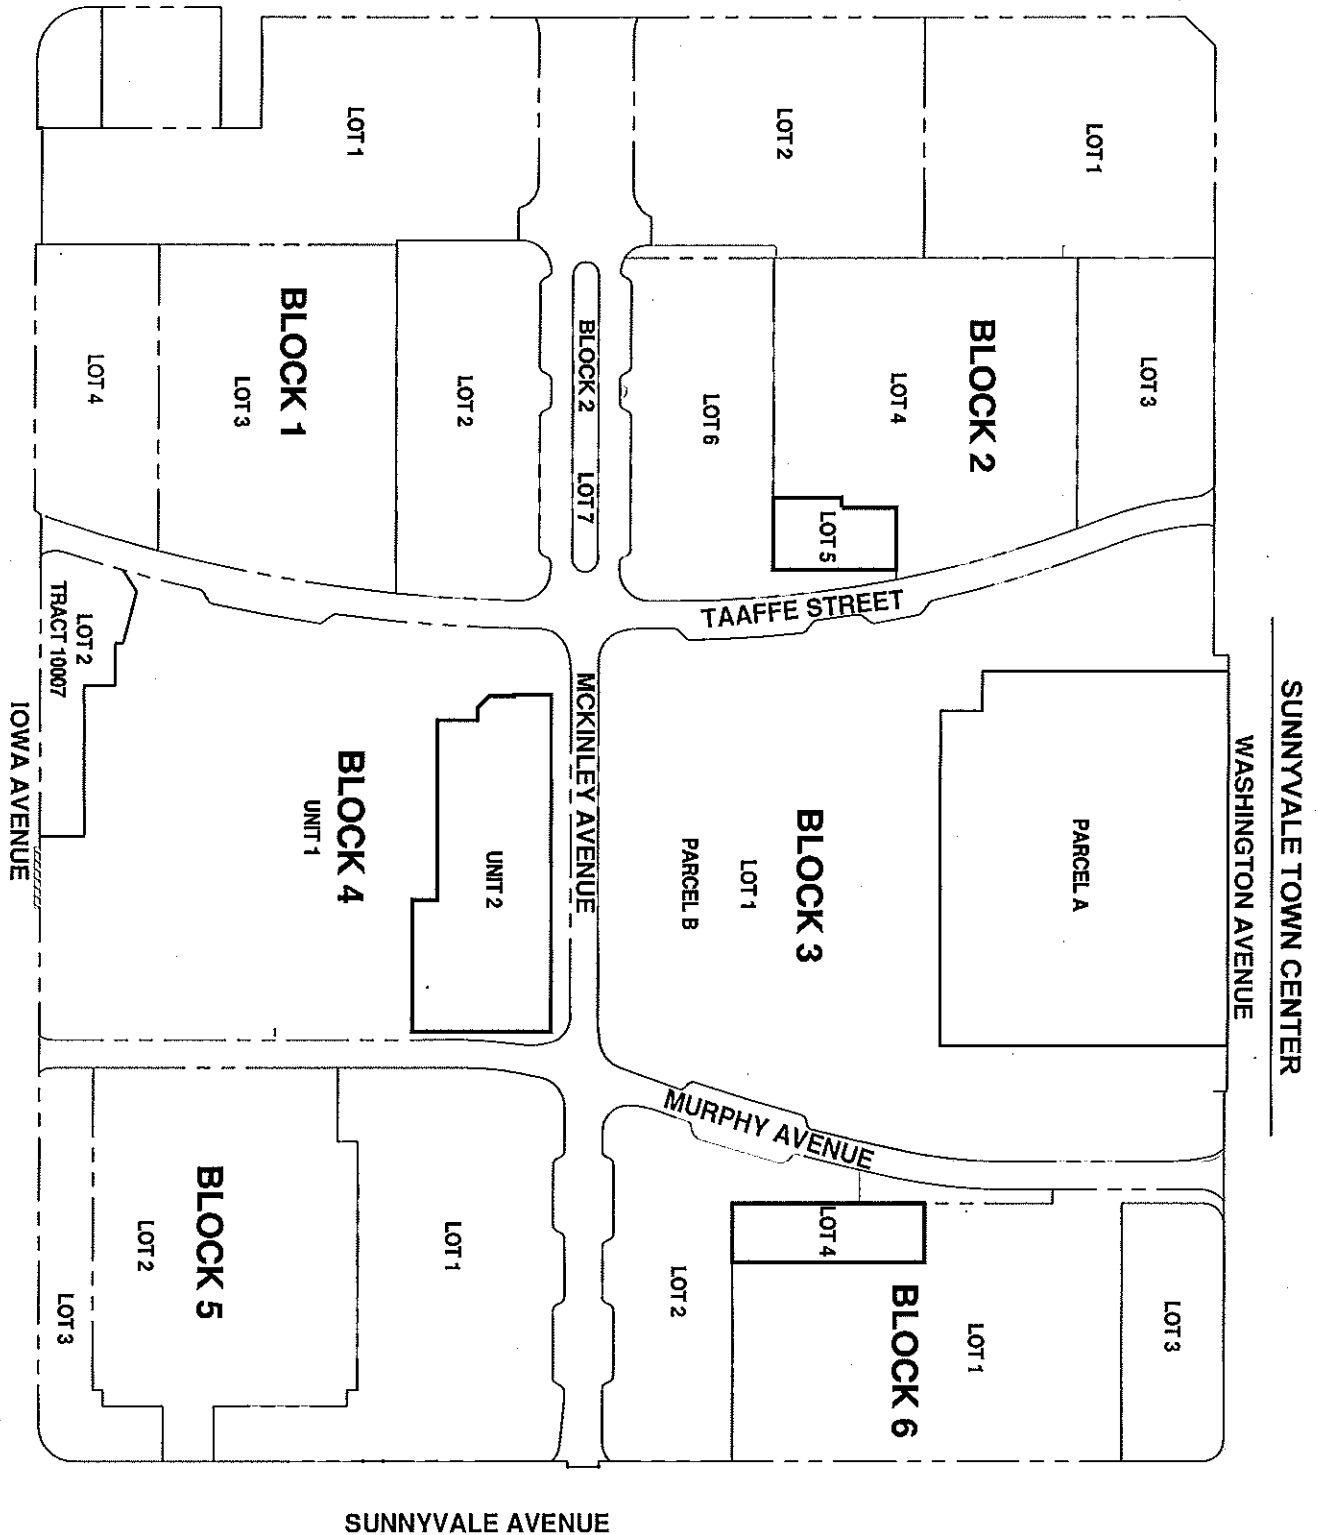 SUNNYVALE TOWN CENTER
WASHINGTON AVENUE
LOT 1
LOT 2
LOT 1
LOT 3
BLOCK 2
LOT 4
LOT 6
LOT 5
BLOCK 2 LOT 7
BLOCK 1
LOT 2
LOT 3
LOT 4
TAAFFE STREET
LOT 2
TRACT 10007
MCKINLEY AVENUE
PARCEL A
BLOCK 3
LOT 1
PARCEL B
UNIT 2
BLOCK 4
UNIT 1
IOWA AVENUE
MURPHY AVENUE
LOT 3
LOT 4
LOT 1
BLOCK 6
LOT 2
LOT 1
BLOCK 5
LOT 2
LOT 3
SUNNYVALE AVENUE